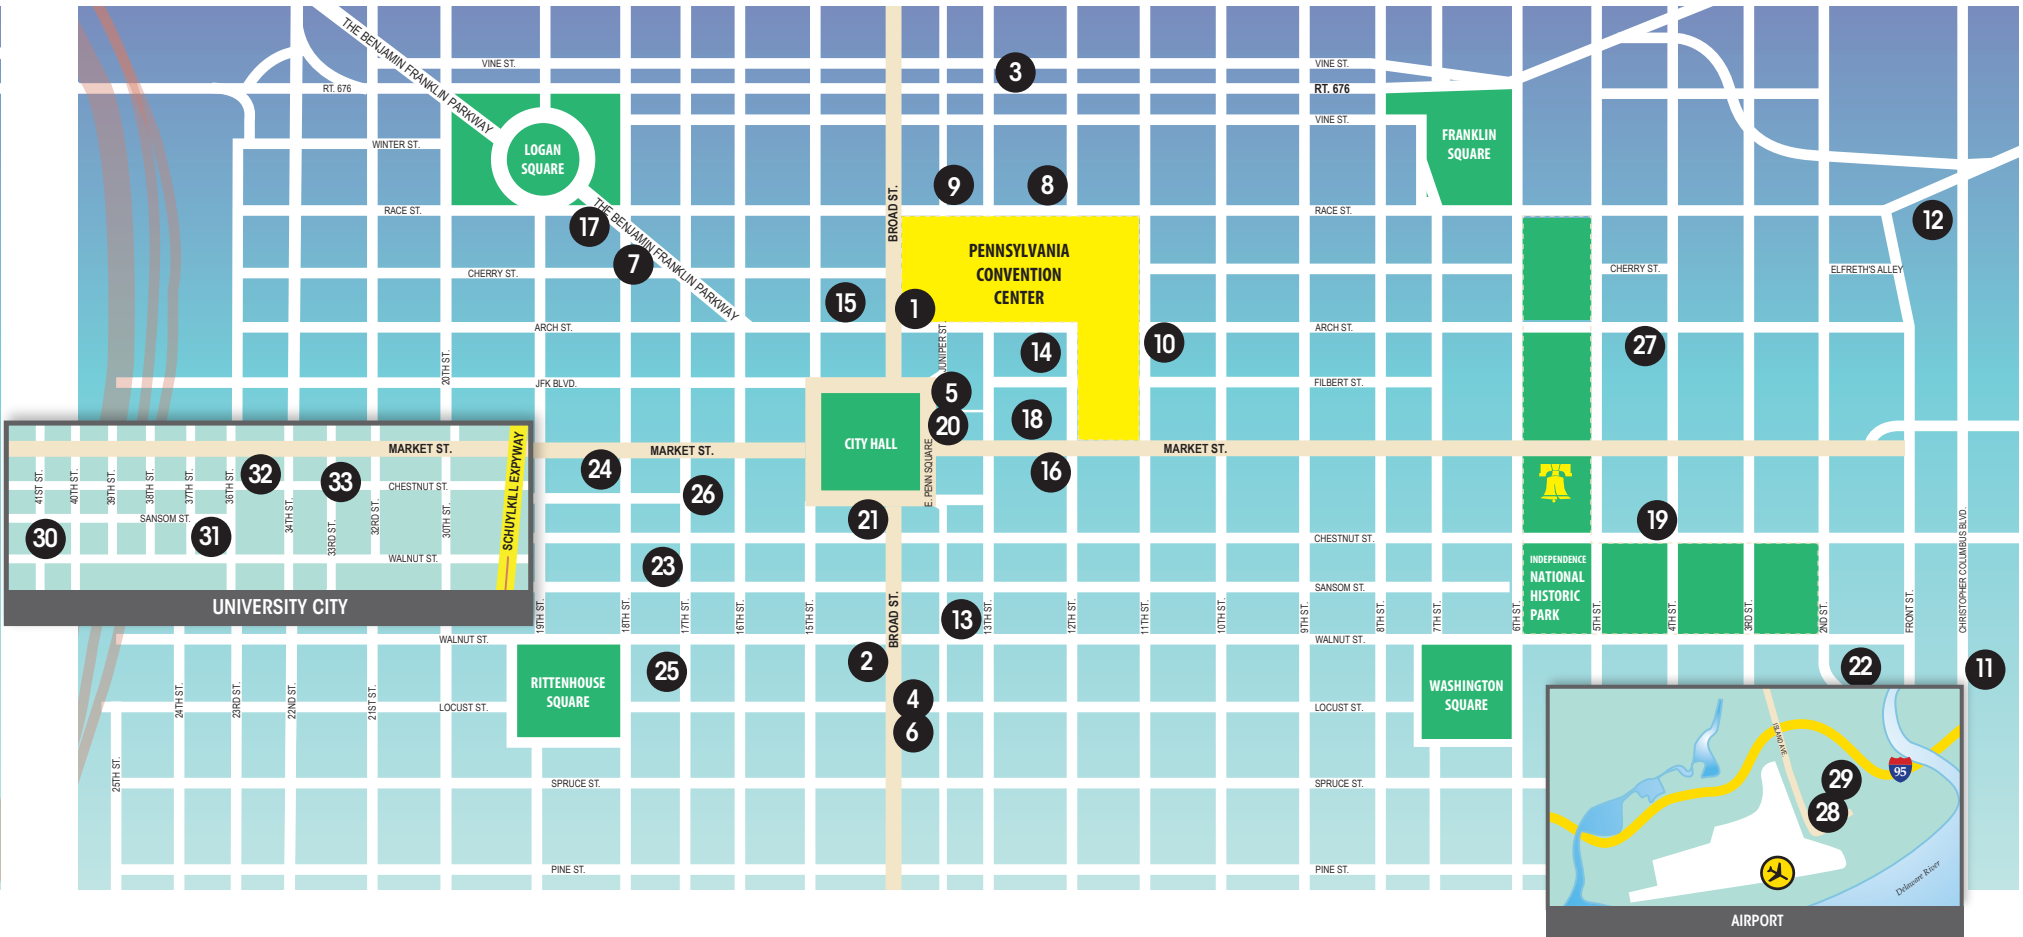 THE BENJAMIN FRANKLIN PARKWAY
VINE ST.
3
VINE ST.
RT. 676
RT. 676
VINE ST.
WINTER ST.
LOGAN
SQUARE
FRANKLIN
SQUARE
9
8
RACE ST.
THE BENJAMIN FRANKLIN PARKWAY
BROAD ST.
RACE ST.
17
12
7
CHERRY ST.
PENNSYLVANIA
CONVENTION
CENTER
CHERRY ST.
ELFRETH'S ALLEY
15
1
ARCH ST.
JUNIPER ST.
ARCH ST.
14
10
27
20TH ST.
JFK BLVD.
FILBERT ST.
5
20
18
CITY HALL
E. PENN SQUARE
MARKET ST.
MARKET ST.
MARKET ST.
SCHUYLKILL EXPYWAY
24
26
16
32
33
41ST ST.
40TH ST.
39TH ST.
38TH ST.
37TH ST.
36TH ST.
34TH ST.
33RD ST.
32RD ST.
30TH ST.
CHESTNUT ST.
SANSOM ST.
30
31
WALNUT ST.
UNIVERSITY CITY
21
19
CHESTNUT ST.
23
SANSOM ST.
INDEPENDENCE
NATIONAL
HISTORIC
PARK
19TH ST.
18TH ST.
17TH ST.
16TH ST.
15TH ST.
BROAD ST.
13
13TH ST.
12TH ST.
11TH ST.
10TH ST.
9TH ST.
8TH ST.
7TH ST.
6TH ST.
5TH ST.
4TH ST.
3RD ST.
2ND ST.
FRONT ST.
CHRISTOPHER COLUMBUS BLVD.
WALNUT ST.
WALNUT ST.
2
25
22
11
RITTENHOUSE
SQUARE
WASHINGTON
SQUARE
24TH ST.
23RD ST.
22ND ST.
21ST ST.
LOCUST ST.
LOCUST ST.
4
6
25TH ST.
SPRUCE ST.
SPRUCE ST.
PINE ST.
PINE ST.
ISLAND AVE.
95
29
28
Delaware River
AIRPORT